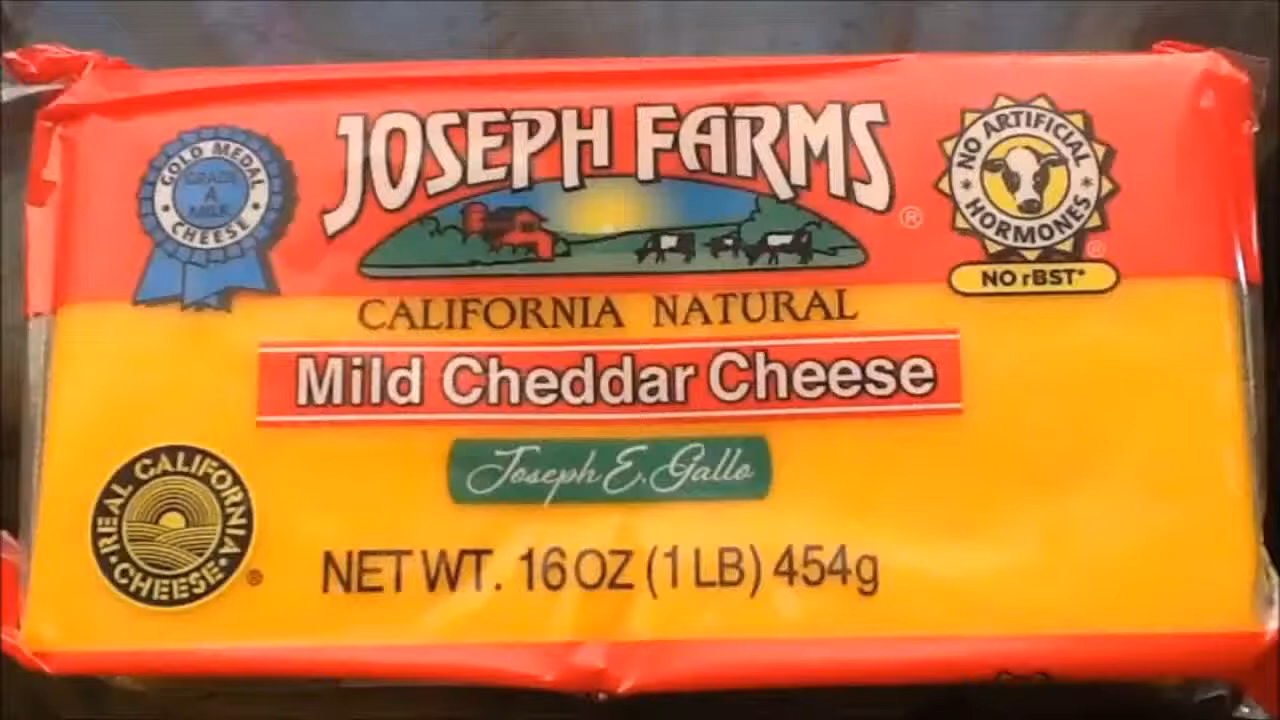 JOSEPH FARMS
®
GOLD MEDAL
GRADE
A
MILK
CHEESE
NO ARTIFICIAL
HORMONES
®
NO rBST*
CALIFORNIA NATURAL
Mild Cheddar Cheese
Joseph E. Gallo
REAL CALIFORNIA
CHEESE
®
NET WT. 16 OZ (1 LB) 454g